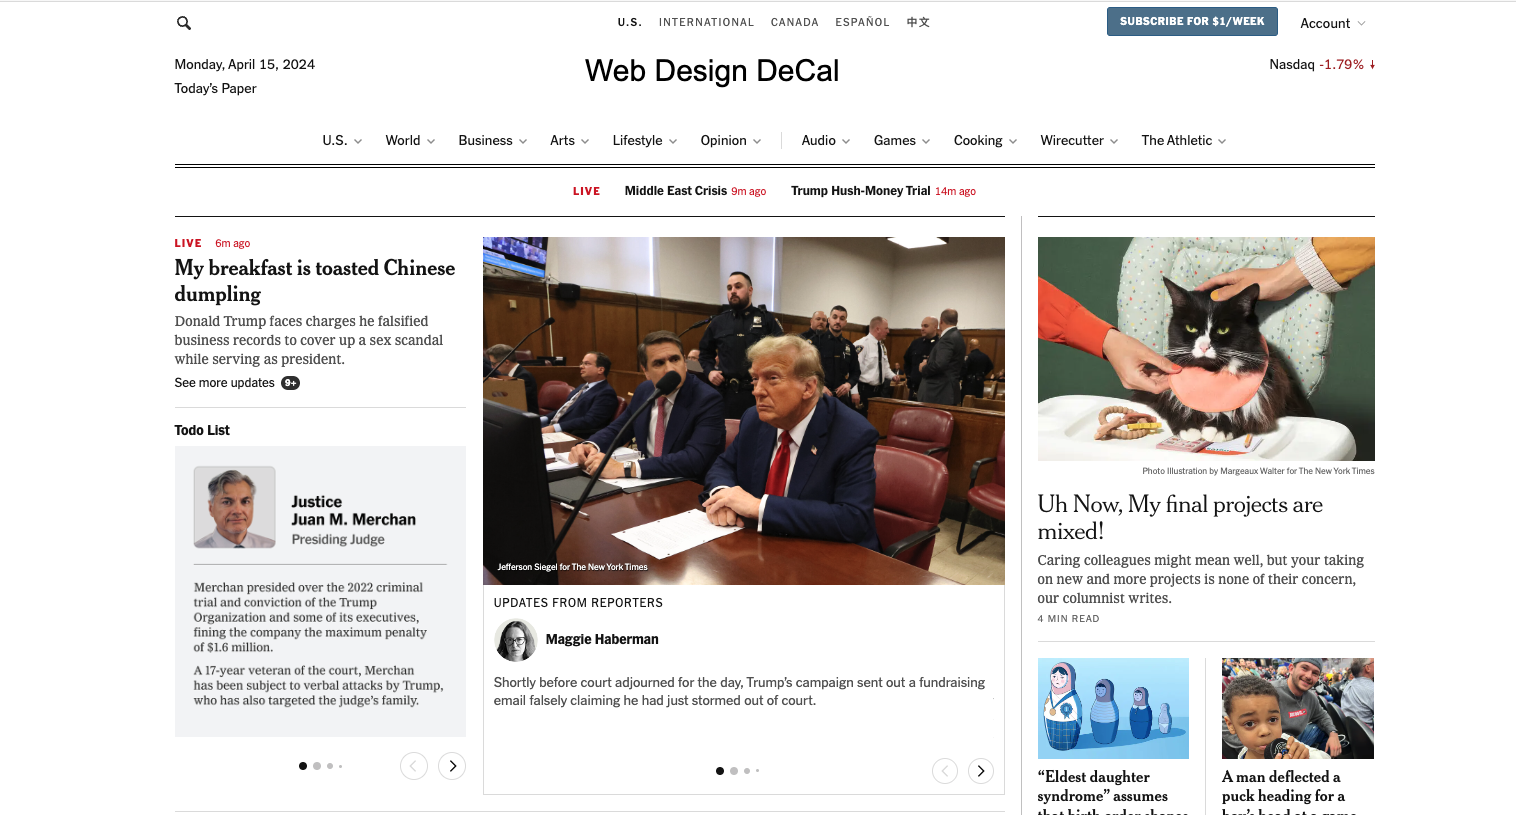 U.S. INTERNATIONAL CANADA ESPAÑOL 中文
SUBSCRIBE FOR $1/WEEK
Account
Monday, April 15, 2024
Today's Paper
Web Design DeCal
Nasdaq -1.79%
U.S. World Business Arts Lifestyle Opinion Audio Games Cooking Wirecutter The Athletic
LIVE Middle East Crisis 9m ago Trump Hush-Money Trial 14m ago
LIVE 6m ago
My breakfast is toasted Chinese
dumpling
Donald Trump faces charges he falsified
business records to cover up a sex scandal
while serving as president.
See more updates 9+
Todo List
Justice
Juan M. Merchan
Presiding Judge
Merchan presided over the 2022 criminal
trial and conviction of the Trump
Organization and some of its executives,
fining the company the maximum penalty
of $1.6 million.
A 17-year veteran of the court, Merchan
has been subject to verbal attacks by Trump,
who has also targeted the judge's family.
Jefferson Siegel for The New York Times
UPDATES FROM REPORTERS
Maggie Haberman
Shortly before court adjourned for the day, Trump's campaign sent out a fundraising
email falsely claiming he had just stormed out of court.
Photo Illustration by Margeaux Walter for The New York Times
Uh Now, My final projects are
mixed!
Caring colleagues might mean well, but your taking
on new and more projects is none of their concern,
our columnist writes.
4 MIN READ
“Eldest daughter
syndrome” assumes
that birth order shapes
A man deflected a
puck heading for a
boy's head at a game